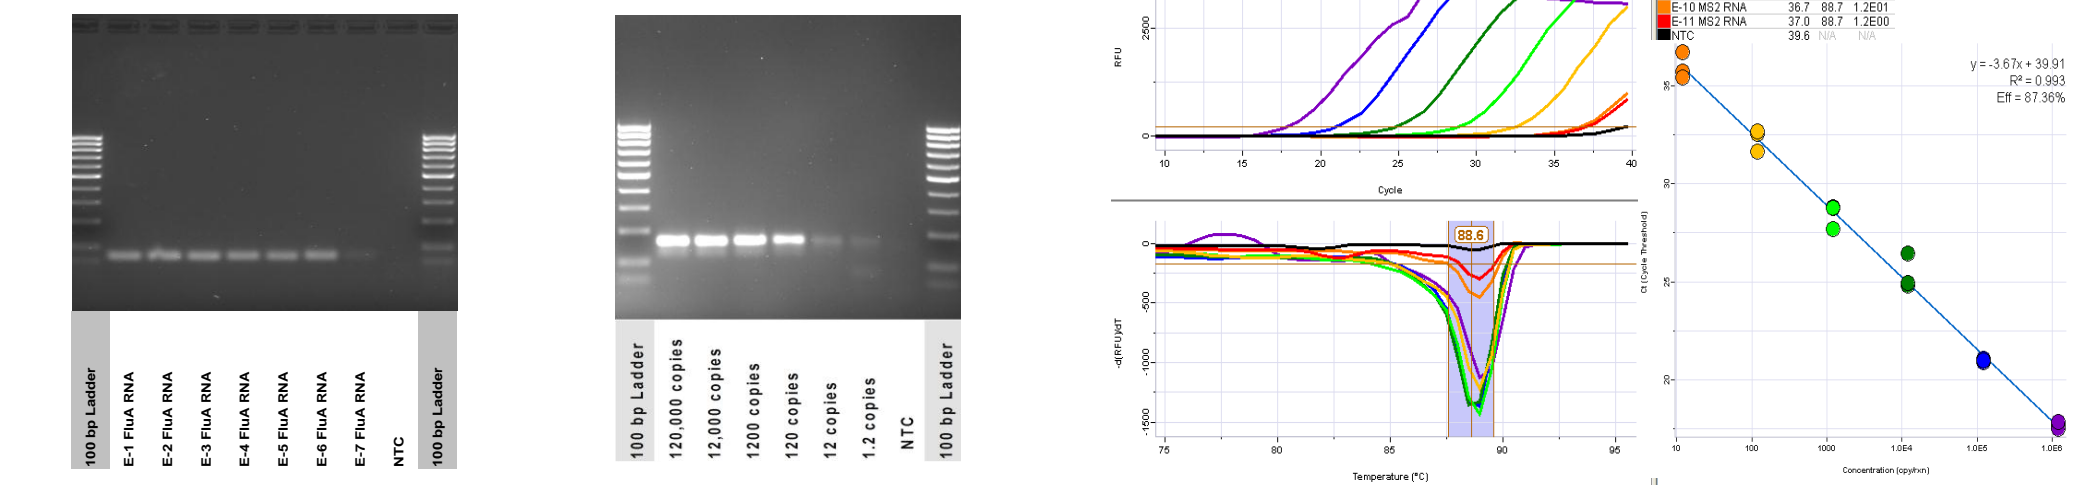 100 bp Ladder
E-1 FluA RNA
E-2 FluA RNA
E-3 FluA RNA
E-4 FluA RNA
E-5 FluA RNA
E-6 FluA RNA
E-7 FluA RNA
NTC
100 bp Ladder
100 bp Ladder
120,000 copies
12,000 copies
1200 copies
120 copies
12 copies
1.2 copies
NTC
100 bp Ladder
RFU
2500
0
10 15 20 25 30 35 40
Cycle
88.6
-d(RFU)/dT
0
-500
-1000
-1500
75 80 85 90 95
Temperature (°C)
E-10 MS2 RNA 36.7 88.7 1.2E01
E-11 MS2 RNA 37.0 88.7 1.2E00
NTC 39.6 N/A N/A
y = -3.67x + 39.91
R² = 0.993
Eff = 87.36%
Ct (Cycle Threshold)
35
30
25
20
10 100 1000 1.0E4 1.0E5 1.0E6
Concentration (cpy/rxn)